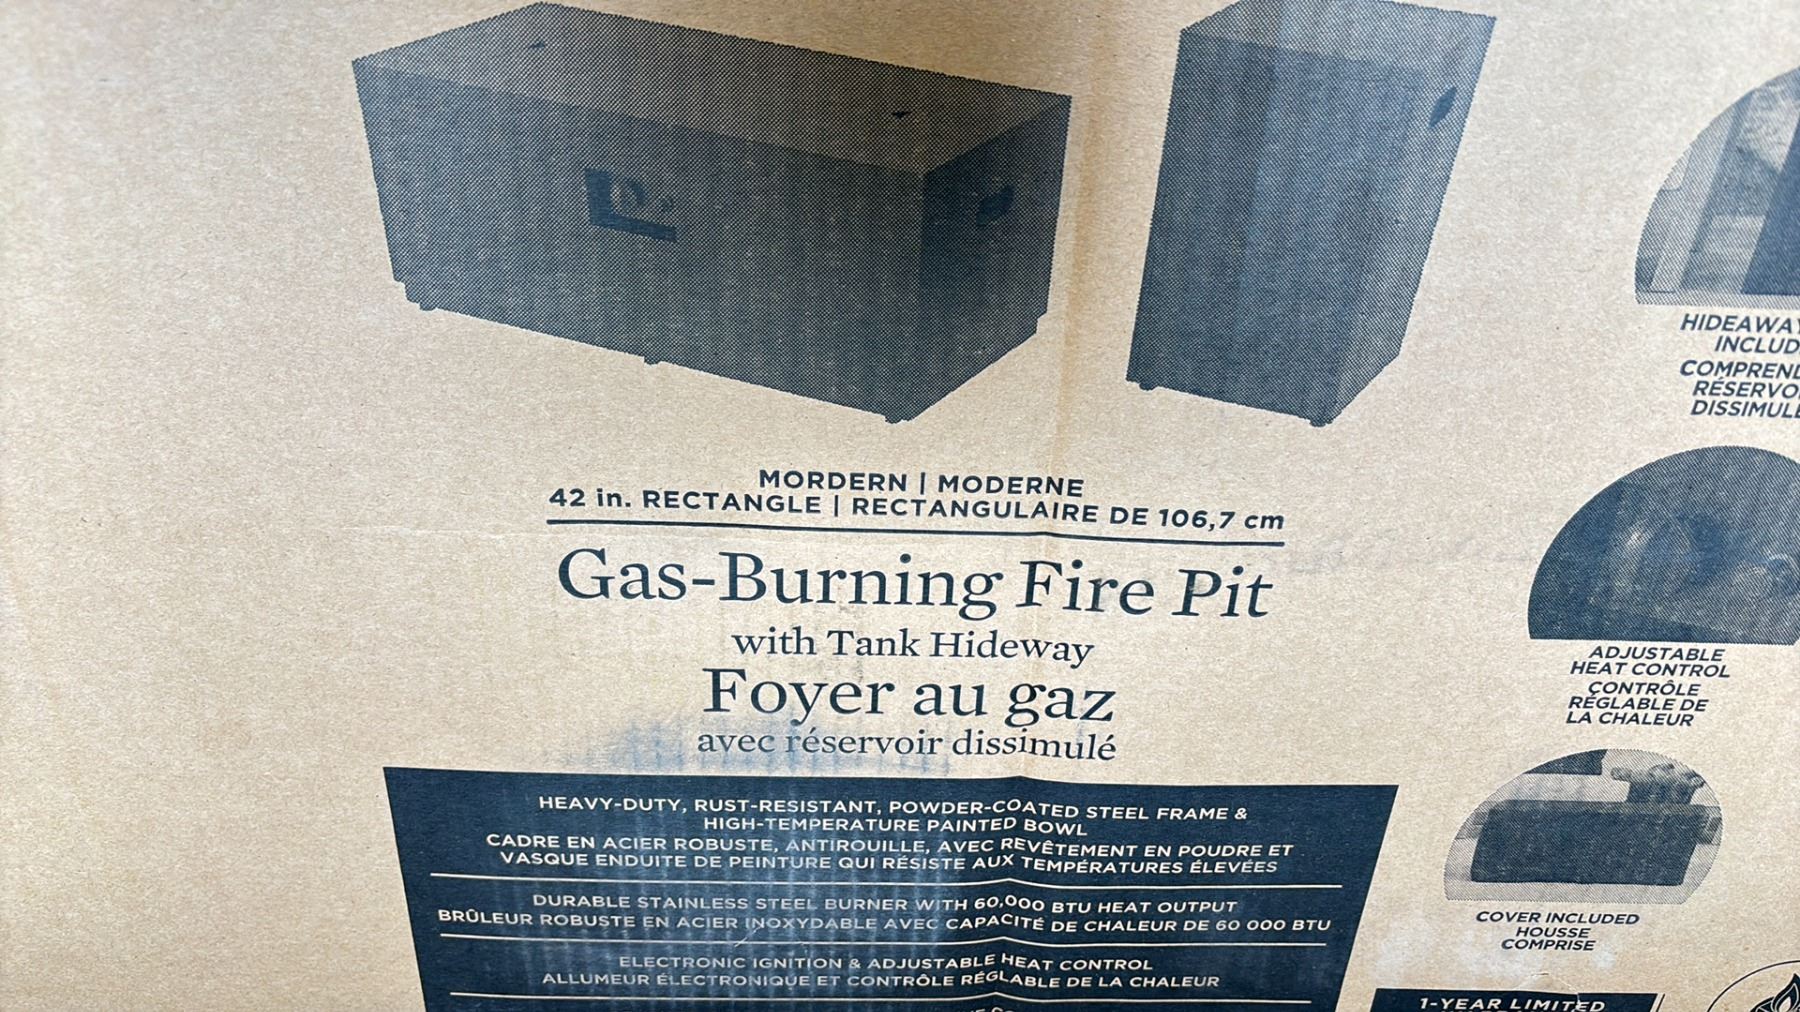 MORDERN | MODERNE
42 in. RECTANGLE | RECTANGULAIRE DE 106,7 cm
Gas-Burning Fire Pit
with Tank Hideway
Foyer au gaz
avec réservoir dissimulé
HEAVY-DUTY, RUST-RESISTANT, POWDER-COATED STEEL FRAME &
HIGH-TEMPERATURE PAINTED BOWL
CADRE EN ACIER ROBUSTE, ANTIROUILLE, AVEC REVÊTEMENT EN POUDRE ET
VASQUE ENDUITE DE PEINTURE QUI RÉSISTE AUX TEMPÉRATURES ÉLEVÉES
DURABLE STAINLESS STEEL BURNER WITH 60,000 BTU HEAT OUTPUT
BRÛLEUR ROBUSTE EN ACIER INOXYDABLE AVEC CAPACITÉ DE CHALEUR DE 60 000 BTU
ELECTRONIC IGNITION & ADJUSTABLE HEAT CONTROL
ALLUMEUR ÉLECTRONIQUE ET CONTRÔLE RÉGLABLE DE LA CHALEUR
HIDEAWAY
INCLUD
COMPREND
RÉSERVO
DISSIMULÉ
ADJUSTABLE
HEAT CONTROL
CONTRÔLE
RÉGLABLE DE
LA CHALEUR
COVER INCLUDED
HOUSSE
COMPRISE
1-YEAR LIMITED